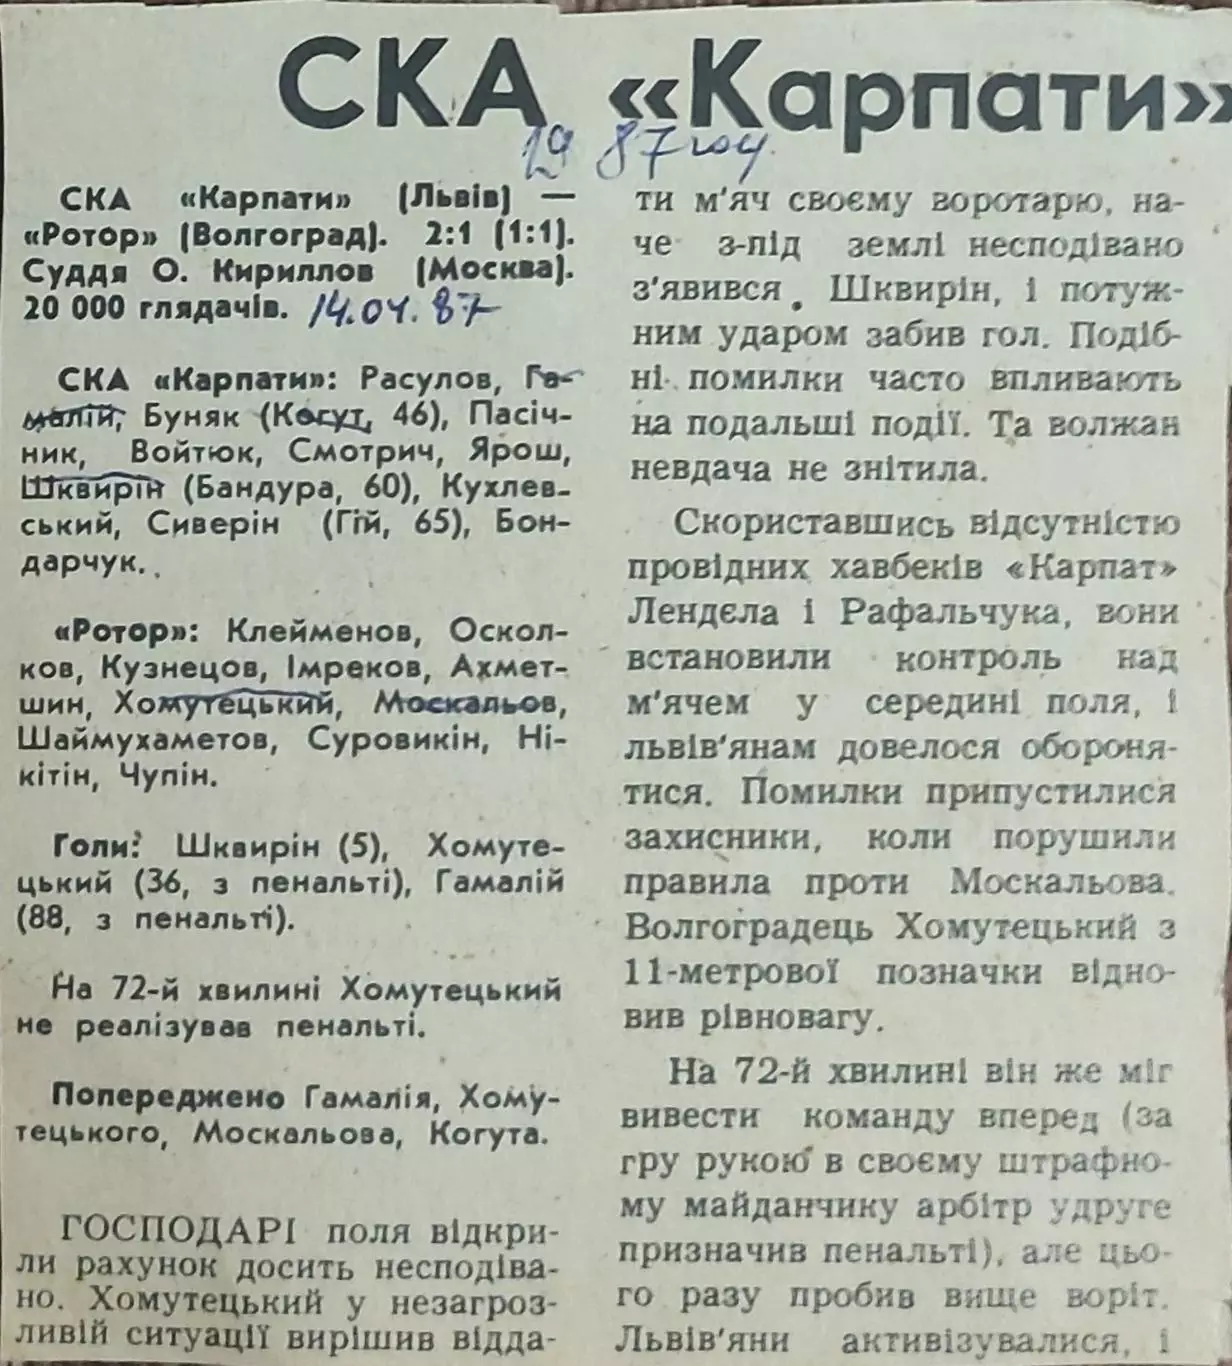 СКА «Карпати»
1987 год.
СКА «Карпати» (Львів) —
«Ротор» (Волгоград). 2:1 (1:1).
Суддя О. Кириллов (Москва).
20 000 глядачів. 14.04.87
СКА «Карпати»: Расулов, Га-
малій, Буняк (Когут, 46), Пасіч-
ник, Войтюк, Смотрич, Ярош,
Шквирін (Бандура, 60), Кухлев-
ський, Сиверін (Гій, 65), Бон-
дарчук.
«Ротор»: Клейменов, Оскол-
ков, Кузнецов, Імреков, Ахмет-
шин, Хомутецький, Москальов,
Шаймухаметов, Суровикін, Ні-
кітін, Чупін.
Голи: Шквирін (5), Хомуте-
цький (36, з пенальті), Гамалій
(88, з пенальті).
На 72-й хвилині Хомутецький
не реалізував пенальті.
Попереджено Гамалія, Хому-
тецького, Москальова, Когута.
ГОСПОДАРІ поля відкри-
ли рахунок досить несподіва-
но. Хомутецький у незагроз-
ливій ситуації вирішив відда-
ти м'яч своєму воротарю, на-
че з-під землі несподівано
з'явився Шквирін, і потуж-
ним ударом забив гол. Подіб-
ні помилки часто впливають
на подальші події. Та волжан
невдача не знітила.
Скориставшись відсутністю
провідних хавбеків «Карпат»
Лендєла і Рафальчука, вони
встановили контроль над
м'ячем у середині поля, і
львів'янам довелося обороня-
тися. Помилки припустилися
захисники, коли порушили
правила проти Москальова.
Волгоградець Хомутецький з
11-метрової позначки відно-
вив рівновагу.
На 72-й хвилині він же міг
вивести команду вперед (за
гру рукою в своєму штрафно-
му майданчику арбітр удруге
призначив пенальті), але цьо-
го разу пробив вище воріт.
Львів'яни активізувалися, і